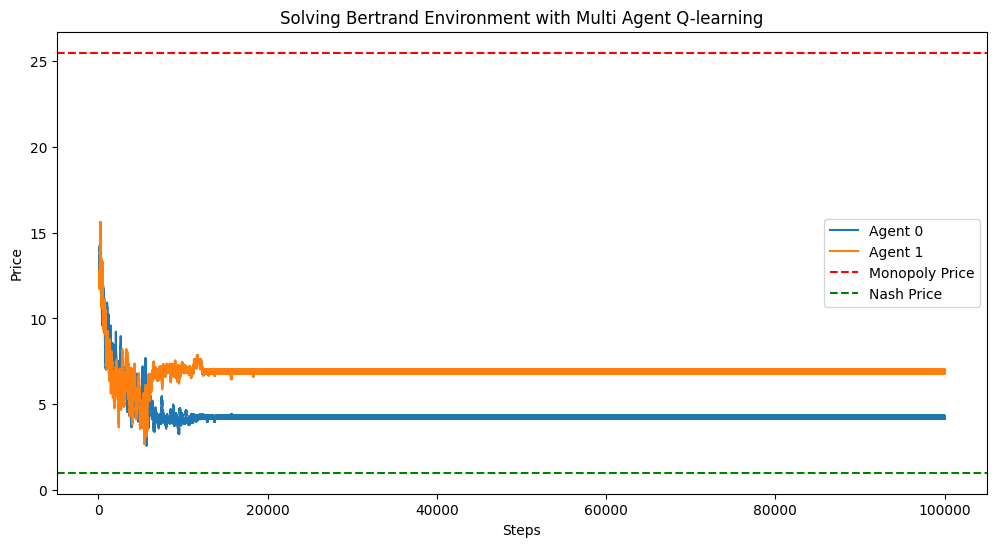 Solving Bertrand Environment with Multi Agent Q-learning
Price
25
20
15
10
5
0
Agent 0
Agent 1
Monopoly Price
Nash Price
0 20000 40000 60000 80000 100000
Steps